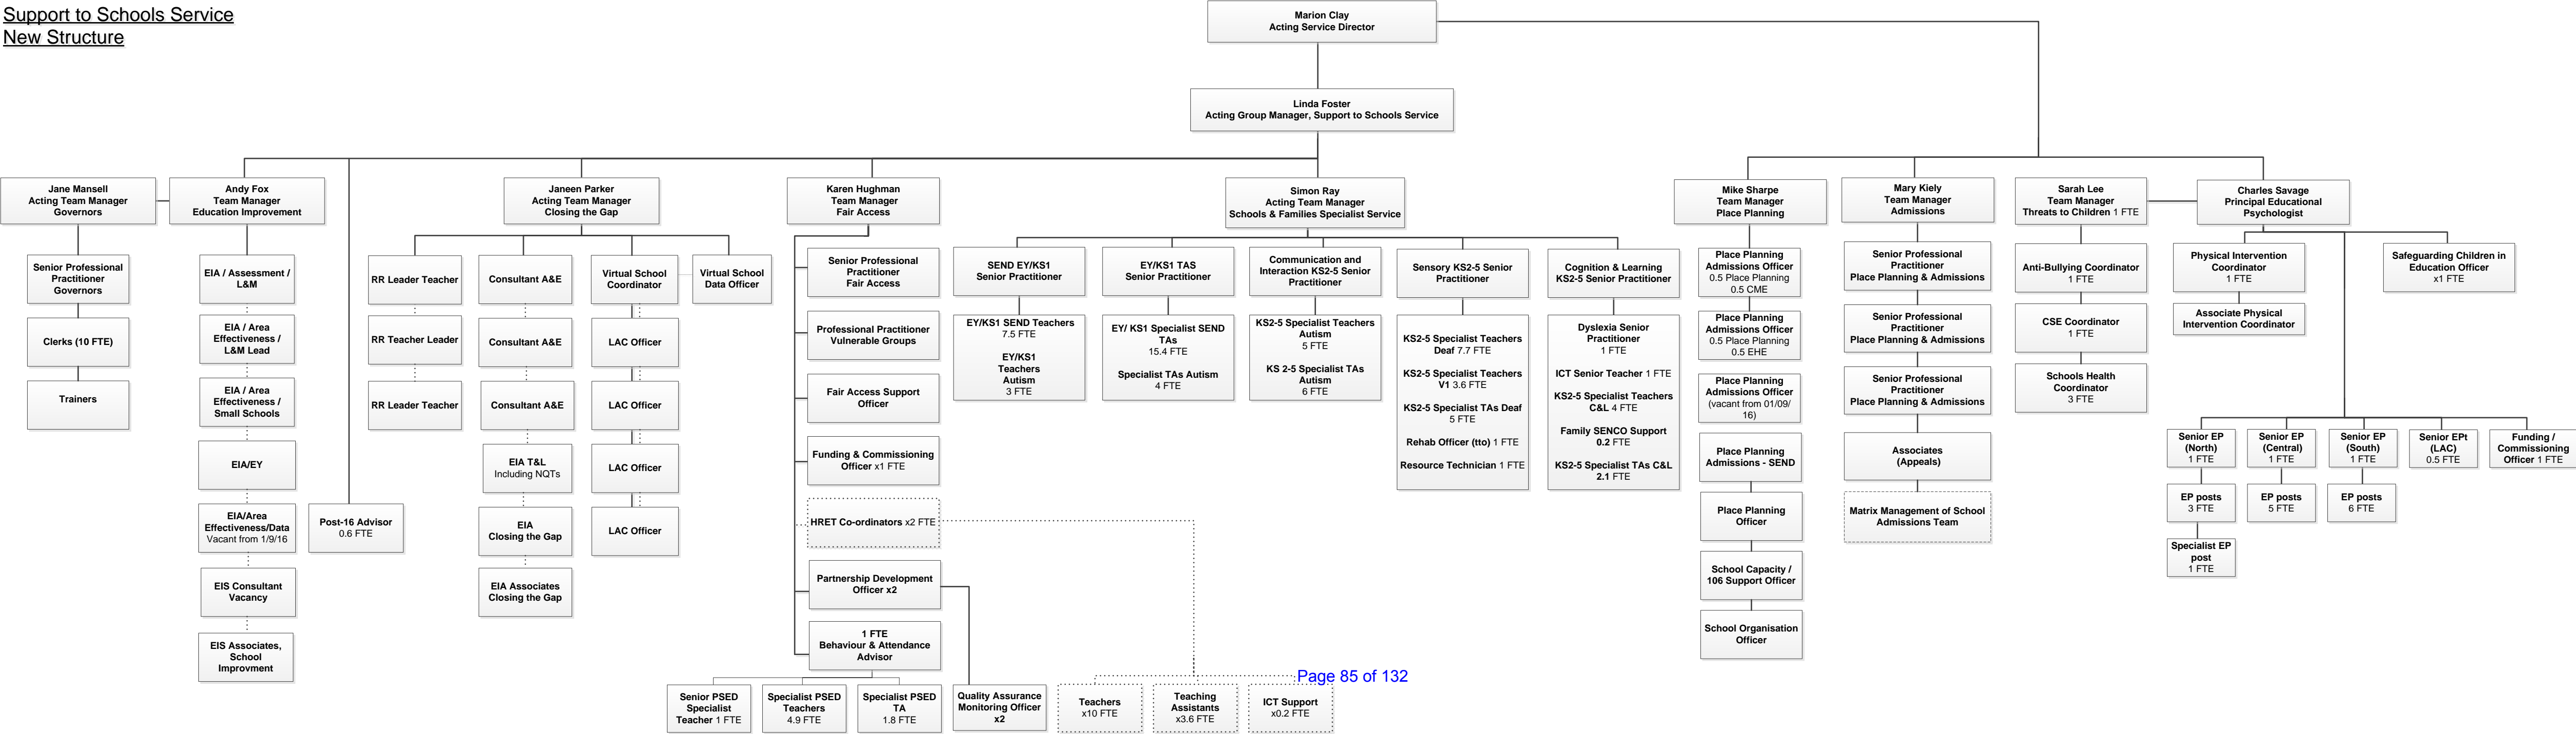 Support to Schools Service
New Structure
Marion Clay
Acting Service Director
Linda Foster
Acting Group Manager, Support to Schools Service
Jane Mansell
Acting Team Manager
Governors
Andy Fox
Team Manager
Education Improvement
Janeen Parker
Acting Team Manager
Closing the Gap
Karen Hughman
Team Manager
Fair Access
Simon Ray
Acting Team Manager
Schools & Families Specialist Service
Mike Sharpe
Team Manager
Place Planning
Mary Kiely
Team Manager
Admissions
Sarah Lee
Team Manager
Threats to Children 1 FTE
Charles Savage
Principal Educational
Psychologist
Senior Professional
Practitioner
Governors
Clerks (10 FTE)
Trainers
EIA / Assessment /
L&M
EIA / Area
Effectiveness /
L&M Lead
EIA / Area
Effectiveness /
Small Schools
EIA/EY
EIA/Area
Effectiveness/Data
Vacant from 1/9/16
EIS Consultant
Vacancy
EIS Associates,
School
Improvment
Post-16 Advisor
0.6 FTE
RR Leader Teacher
RR Teacher Leader
RR Leader Teacher
Consultant A&E
Consultant A&E
Consultant A&E
EIA T&L
Including NQTs
EIA
Closing the Gap
EIA Associates
Closing the Gap
Virtual School
Coordinator
LAC Officer
LAC Officer
LAC Officer
LAC Officer
Virtual School
Data Officer
Senior Professional
Practitioner
Fair Access
Professional Practitioner
Vulnerable Groups
Fair Access Support
Officer
Funding & Commissioning
Officer x1 FTE
HRET Co-ordinators x2 FTE
Partnership Development
Officer x2
1 FTE
Behaviour & Attendance
Advisor
Senior PSED
Specialist
Teacher 1 FTE
Specialist PSED
Teachers
4.9 FTE
Specialist PSED
TA
1.8 FTE
Quality Assurance
Monitoring Officer
x2
Teachers
x10 FTE
Teaching
Assistants
x3.6 FTE
ICT Support
x0.2 FTE
SEND EY/KS1
Senior Practitioner
EY/KS1 SEND Teachers
7.5 FTE
EY/KS1
Teachers
Autism
3 FTE
EY/KS1 TAS
Senior Practitioner
EY/ KS1 Specialist SEND
TAs
15.4 FTE
Specialist TAs Autism
4 FTE
Communication and
Interaction KS2-5 Senior
Practitioner
KS2-5 Specialist Teachers
Autism
5 FTE
KS 2-5 Specialist TAs
Autism
6 FTE
Sensory KS2-5 Senior
Practitioner
KS2-5 Specialist Teachers
Deaf 7.7 FTE
KS2-5 Specialist Teachers
V1 3.6 FTE
KS2-5 Specialist TAs Deaf
5 FTE
Rehab Officer (tto) 1 FTE
Resource Technician 1 FTE
Cognition & Learning
KS2-5 Senior Practitioner
Dyslexia Senior
Practitioner
1 FTE
ICT Senior Teacher 1 FTE
KS2-5 Specialist Teachers
C&L 4 FTE
Family SENCO Support
0.2 FTE
KS2-5 Specialist TAs C&L
2.1 FTE
Place Planning
Admissions Officer
0.5 Place Planning
0.5 CME
Place Planning
Admissions Officer
0.5 Place Planning
0.5 EHE
Place Planning
Admissions Officer
(vacant from 01/09/
16)
Place Planning
Admissions - SEND
Place Planning
Officer
School Capacity /
106 Support Officer
School Organisation
Officer
Senior Professional
Practitioner
Place Planning & Admissions
Senior Professional
Practitioner
Place Planning & Admissions
Senior Professional
Practitioner
Place Planning & Admissions
Associates
(Appeals)
Matrix Management of School
Admissions Team
Anti-Bullying Coordinator
1 FTE
CSE Coordinator
1 FTE
Schools Health
Coordinator
3 FTE
Physical Intervention
Coordinator
1 FTE
Associate Physical
Intervention Coordinator
Safeguarding Children in
Education Officer
x1 FTE
Senior EP
(North)
1 FTE
EP posts
3 FTE
Specialist EP
post
1 FTE
Senior EP
(Central)
1 FTE
EP posts
5 FTE
Senior EP
(South)
1 FTE
EP posts
6 FTE
Senior EPt
(LAC)
0.5 FTE
Funding /
Commissioning
Officer 1 FTE
Page 85 of 132